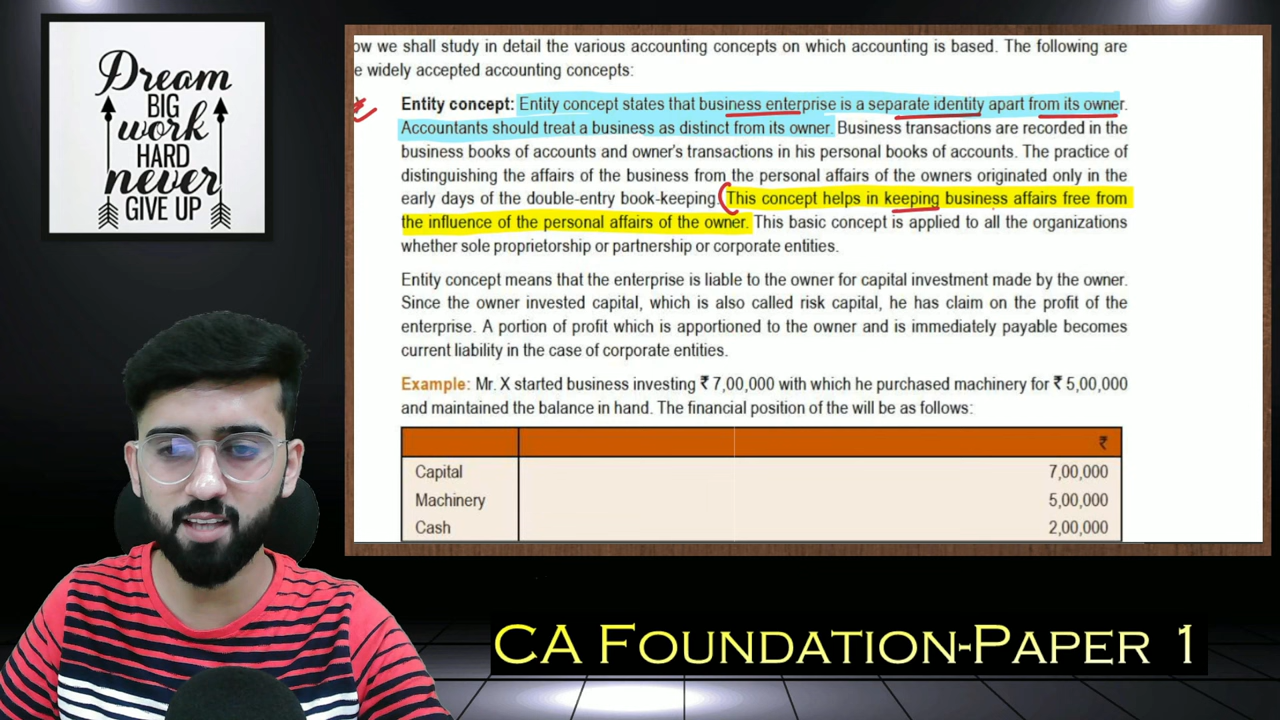 Dream
BIG
work
HARD
never
GIVE UP
ow we shall study in detail the various accounting concepts on which accounting is based. The following are
e widely accepted accounting concepts:
Entity concept: Entity concept states that business enterprise is a separate identity apart from its owner.
Accountants should treat a business as distinct from its owner. Business transactions are recorded in the
business books of accounts and owner's transactions in his personal books of accounts. The practice of
distinguishing the affairs of the business from the personal affairs of the owners originated only in the
early days of the double-entry book-keeping. This concept helps in keeping business affairs free from
the influence of the personal affairs of the owner. This basic concept is applied to all the organizations
whether sole proprietorship or partnership or corporate entities.
Entity concept means that the enterprise is liable to the owner for capital investment made by the owner.
Since the owner invested capital, which is also called risk capital, he has claim on the profit of the
enterprise. A portion of profit which is apportioned to the owner and is immediately payable becomes
current liability in the case of corporate entities.
Example: Mr. X started business investing ₹ 7,00,000 with which he purchased machinery for ₹ 5,00,000
and maintained the balance in hand. The financial position of the will be as follows:
₹
Capital 7,00,000
Machinery 5,00,000
Cash 2,00,000
CA FOUNDATION-PAPER 1